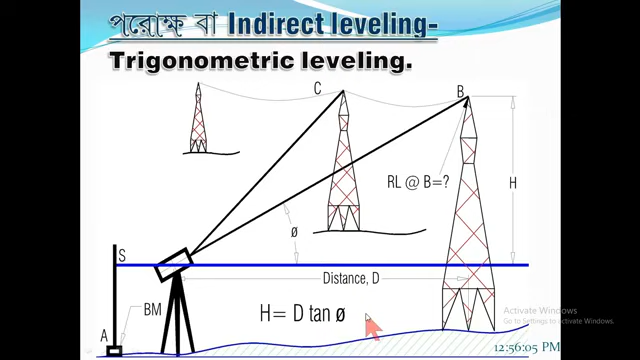 পরোক্ষ বা Indirect leveling-
Trigonometric leveling.
C
B
RL @ B=?
H
ø
S
Distance, D
BM
H= D tan ø
A
Activate Windows
Go to Settings to activate Windows.
12:56:05 PM